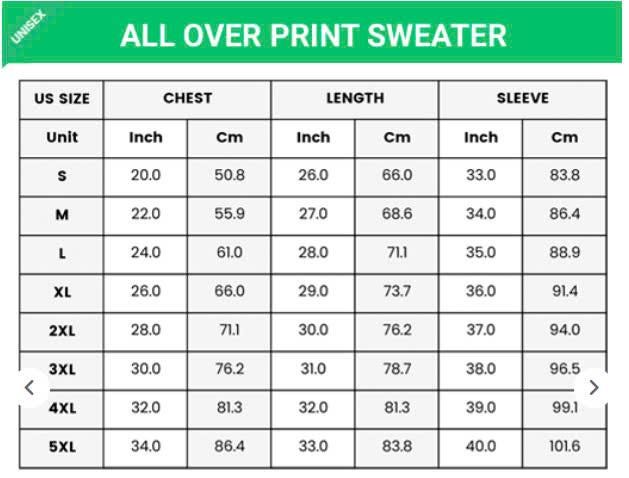 UNISEX
ALL OVER PRINT SWEATER
US SIZE CHEST LENGTH SLEEVE
Unit Inch Cm Inch Cm Inch Cm
S 20.0 50.8 26.0 66.0 33.0 83.8
M 22.0 55.9 27.0 68.6 34.0 86.4
L 24.0 61.0 28.0 71.1 35.0 88.9
XL 26.0 66.0 29.0 73.7 36.0 91.4
2XL 28.0 71.1 30.0 76.2 37.0 94.0
3XL 30.0 76.2 31.0 78.7 38.0 96.5
4XL 32.0 81.3 32.0 81.3 39.0 99.1
5XL 34.0 86.4 33.0 83.8 40.0 101.6